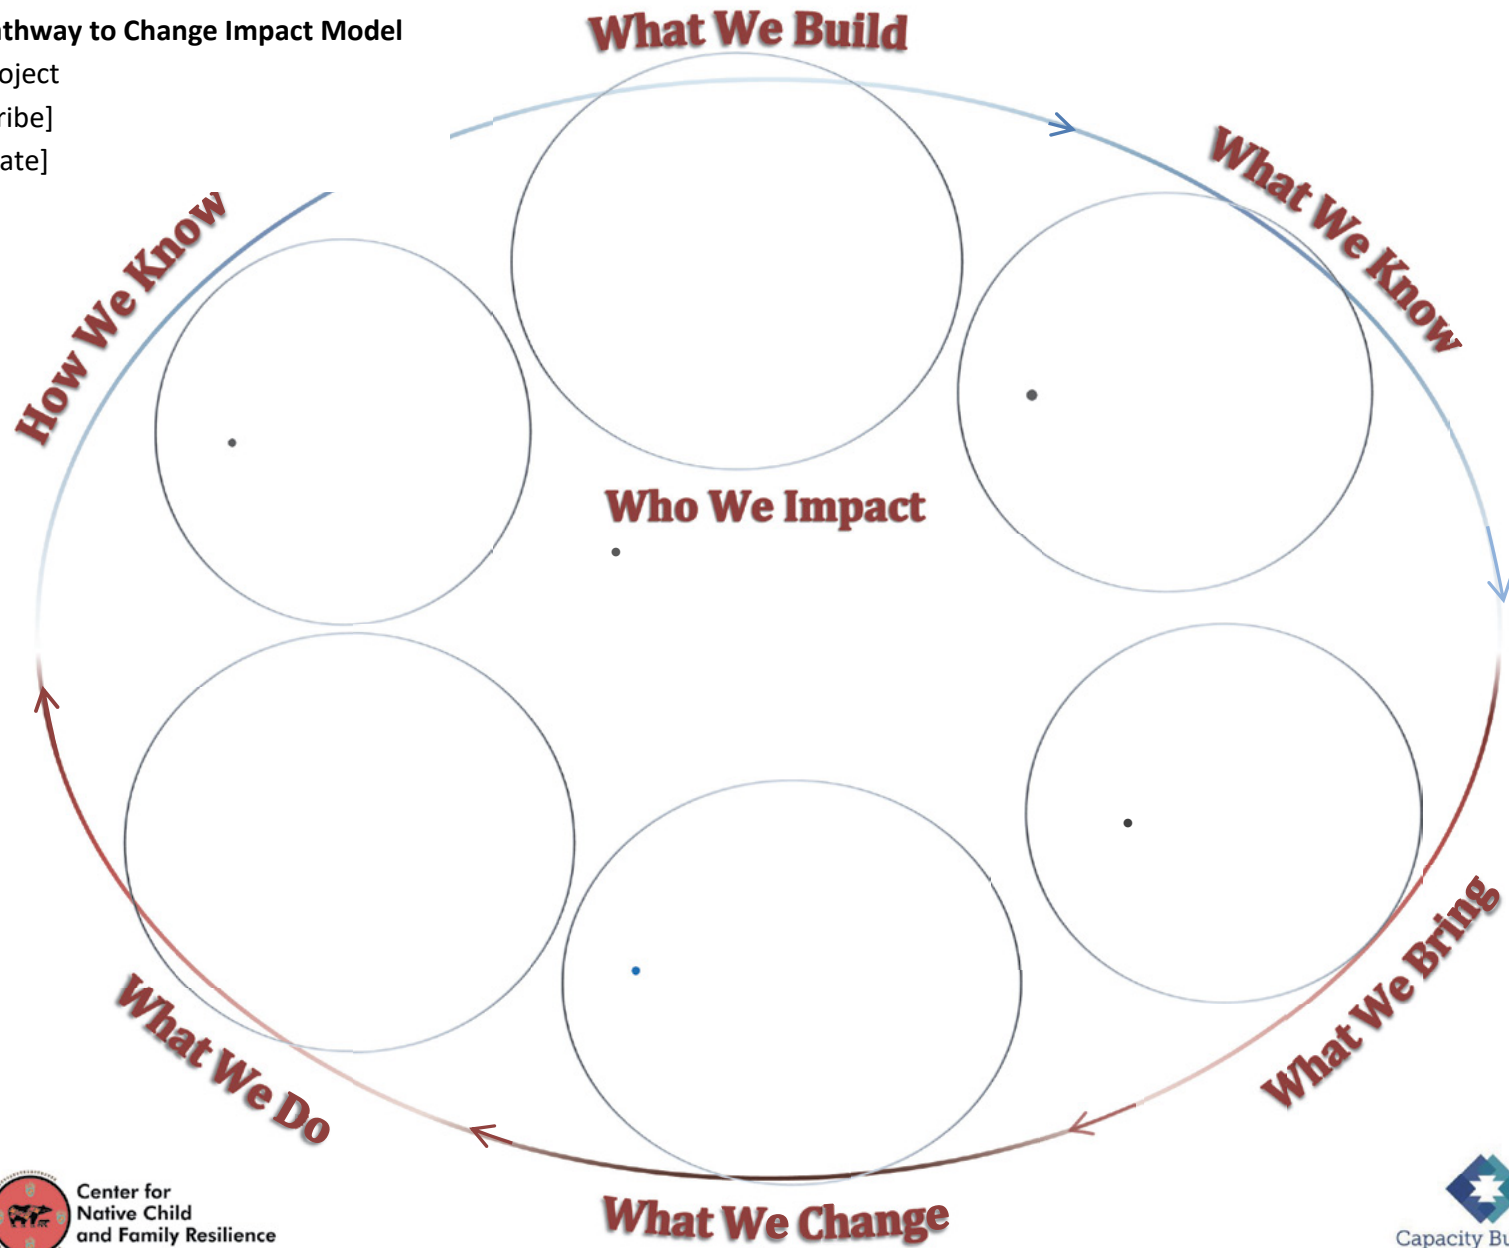 thway to Change Impact Model
oject
ribe]
ate]
What We Build
What We Know
How We Know
Who We Impact
What We Bring
What We Do
What We Change
Center for
Native Child
and Family Resilience
Capacity Bu